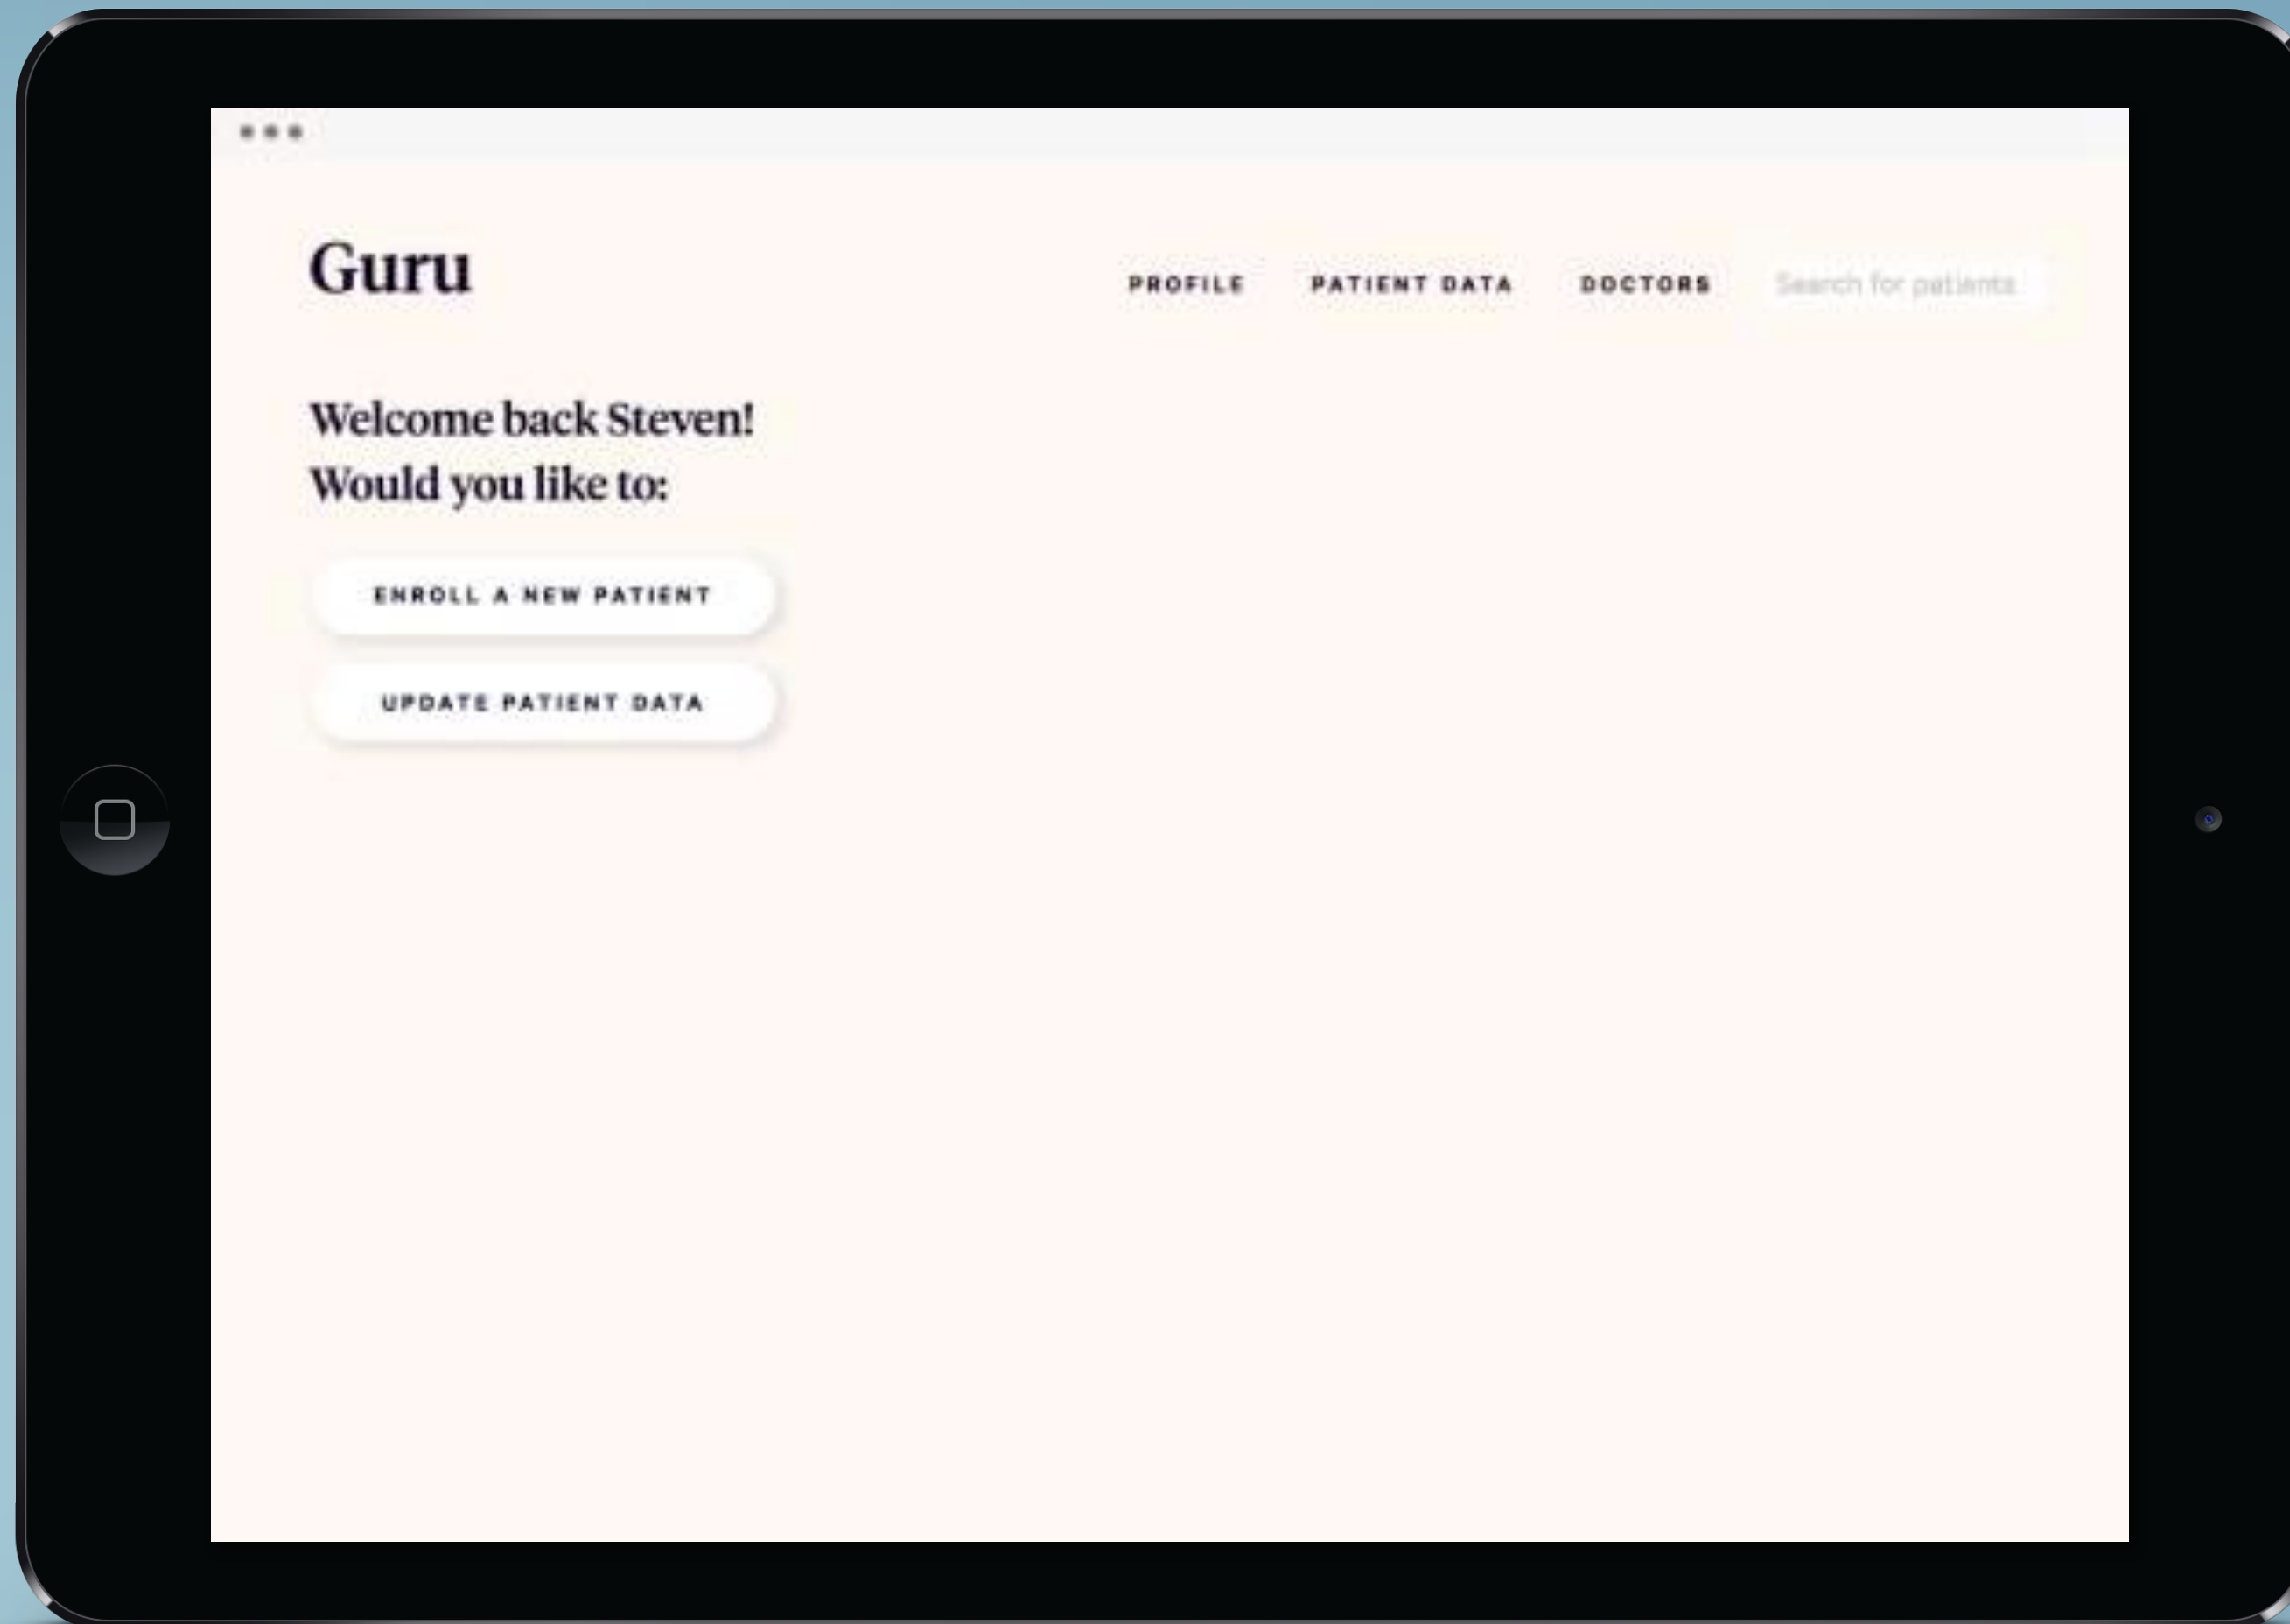 Guru
PROFILE PATIENT DATA DOCTORS Search for patients
Welcome back Steven!
Would you like to:
ENROLL A NEW PATIENT
UPDATE PATIENT DATA